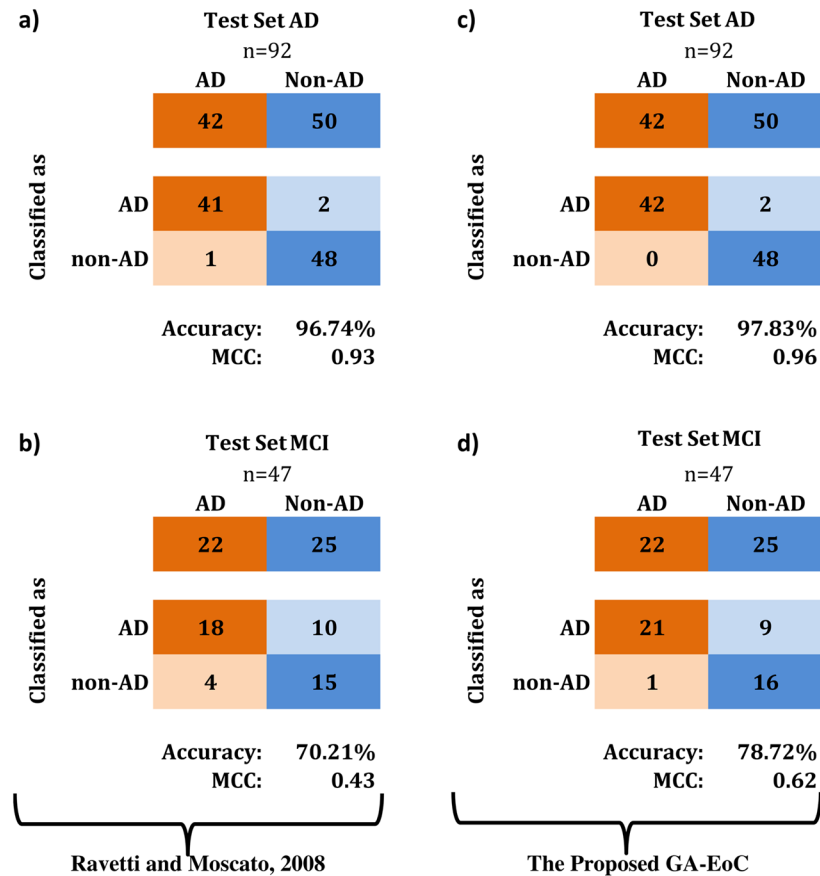 a)
Test Set AD
n=92
AD Non-AD
42 50
Classified as
AD 41 2
non-AD 1 48
Accuracy: 96.74%
MCC: 0.93
c)
Test Set AD
n=92
AD Non-AD
42 50
Classified as
AD 42 2
non-AD 0 48
Accuracy: 97.83%
MCC: 0.96
b)
Test Set MCI
n=47
AD Non-AD
22 25
Classified as
AD 18 10
non-AD 4 15
Accuracy: 70.21%
MCC: 0.43
Ravetti and Moscato, 2008
d)
Test Set MCI
n=47
AD Non-AD
22 25
Classified as
AD 21 9
non-AD 1 16
Accuracy: 78.72%
MCC: 0.62
The Proposed GA-EoC